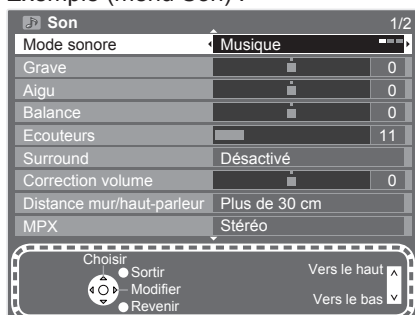 Exemple (menu Son) :
Son 1/2
Mode sonore Musique
Grave 0
Aigu 0
Balance 0
Ecouteurs 11
Surround Désactivé
Correction volume 0
Distance mur/haut-parleur Plus de 30 cm
MPX Stéréo
Choisir
Sortir
Modifier
Revenir
Vers le haut
Vers le bas